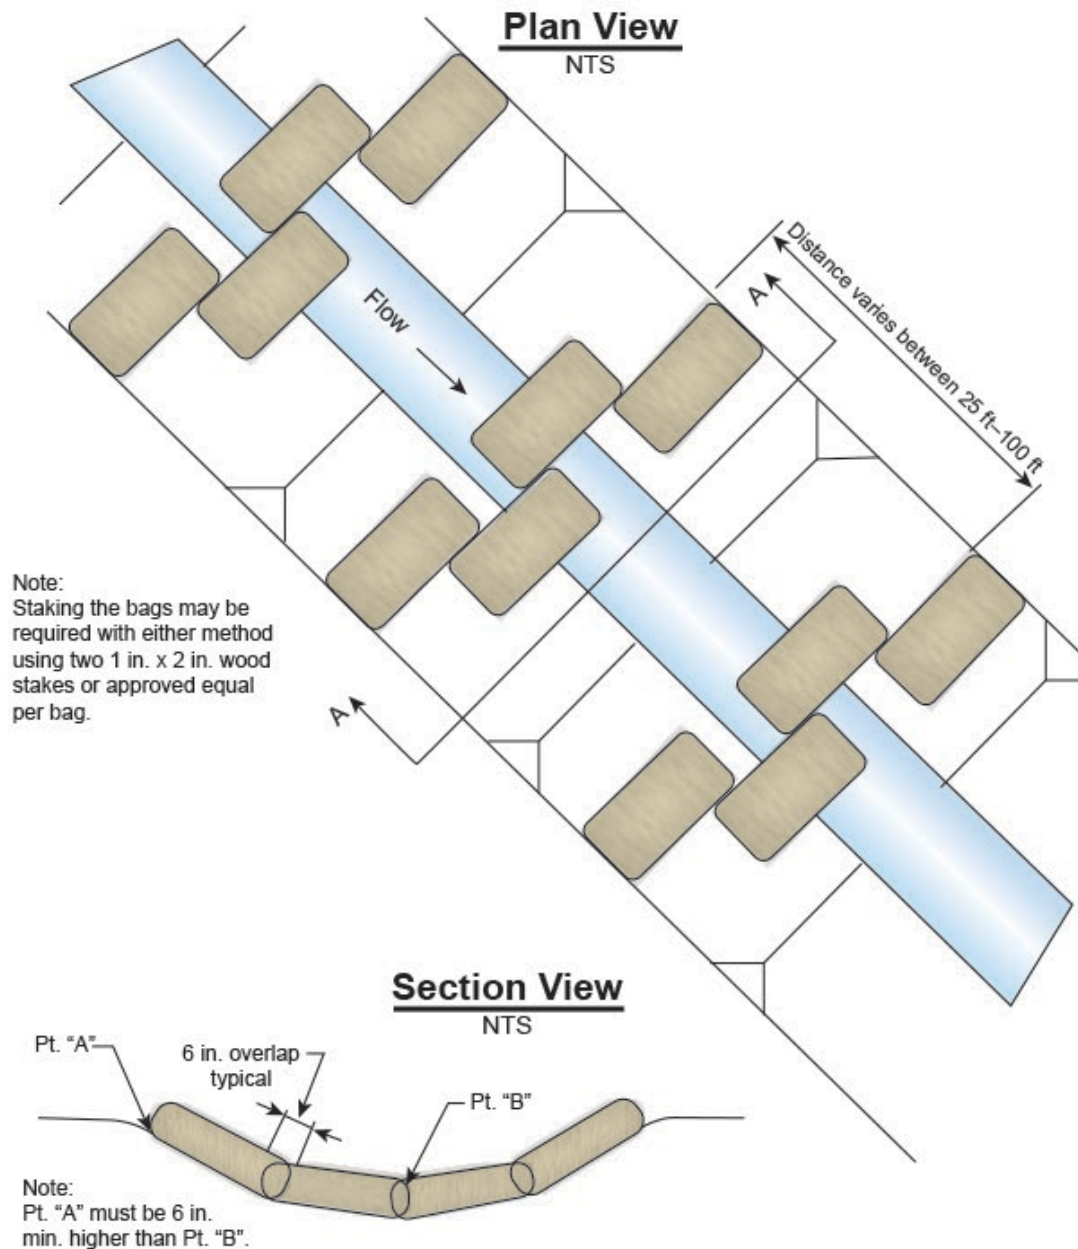 Plan View
NTS
Distance varies between 25 ft–100 ft
A
Flow
Note:
Staking the bags may be
required with either method
using two 1 in. x 2 in. wood
stakes or approved equal
per bag.
A
Section View
NTS
Pt. “A”
6 in. overlap
typical
Pt. “B”
Note:
Pt. “A” must be 6 in.
min. higher than Pt. “B”.